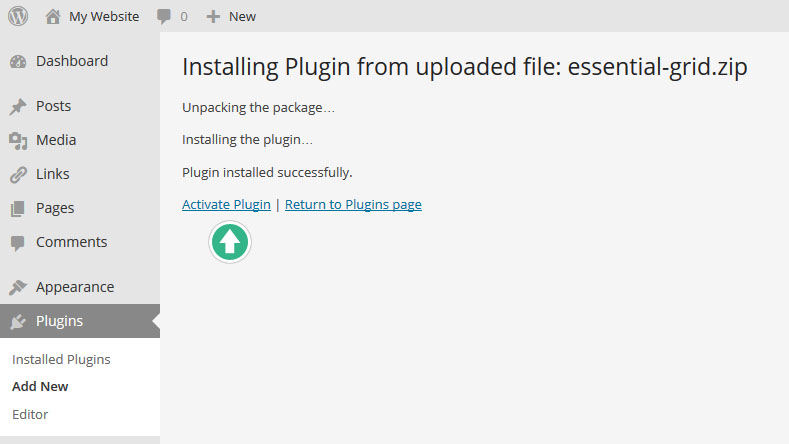 My Website 0 New
Dashboard
Posts
Media
Links
Pages
Comments
Appearance
Plugins
Installed Plugins
Add New
Editor
Installing Plugin from uploaded file: essential-grid.zip
Unpacking the package…
Installing the plugin…
Plugin installed successfully.
Activate Plugin | Return to Plugins page